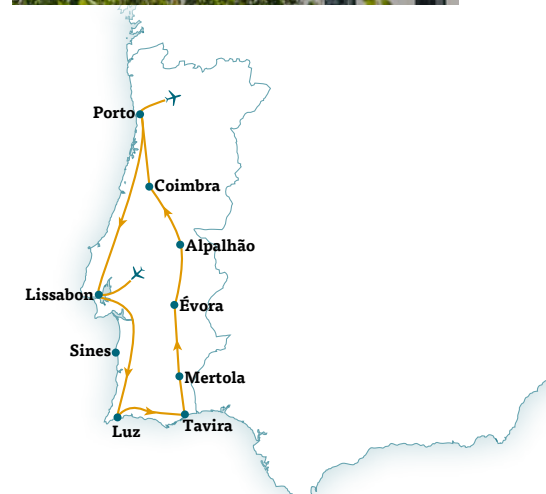 Porto
Coimbra
Alpalhão
Lissabon
Évora
Sines
Mertola
Luz
Tavira